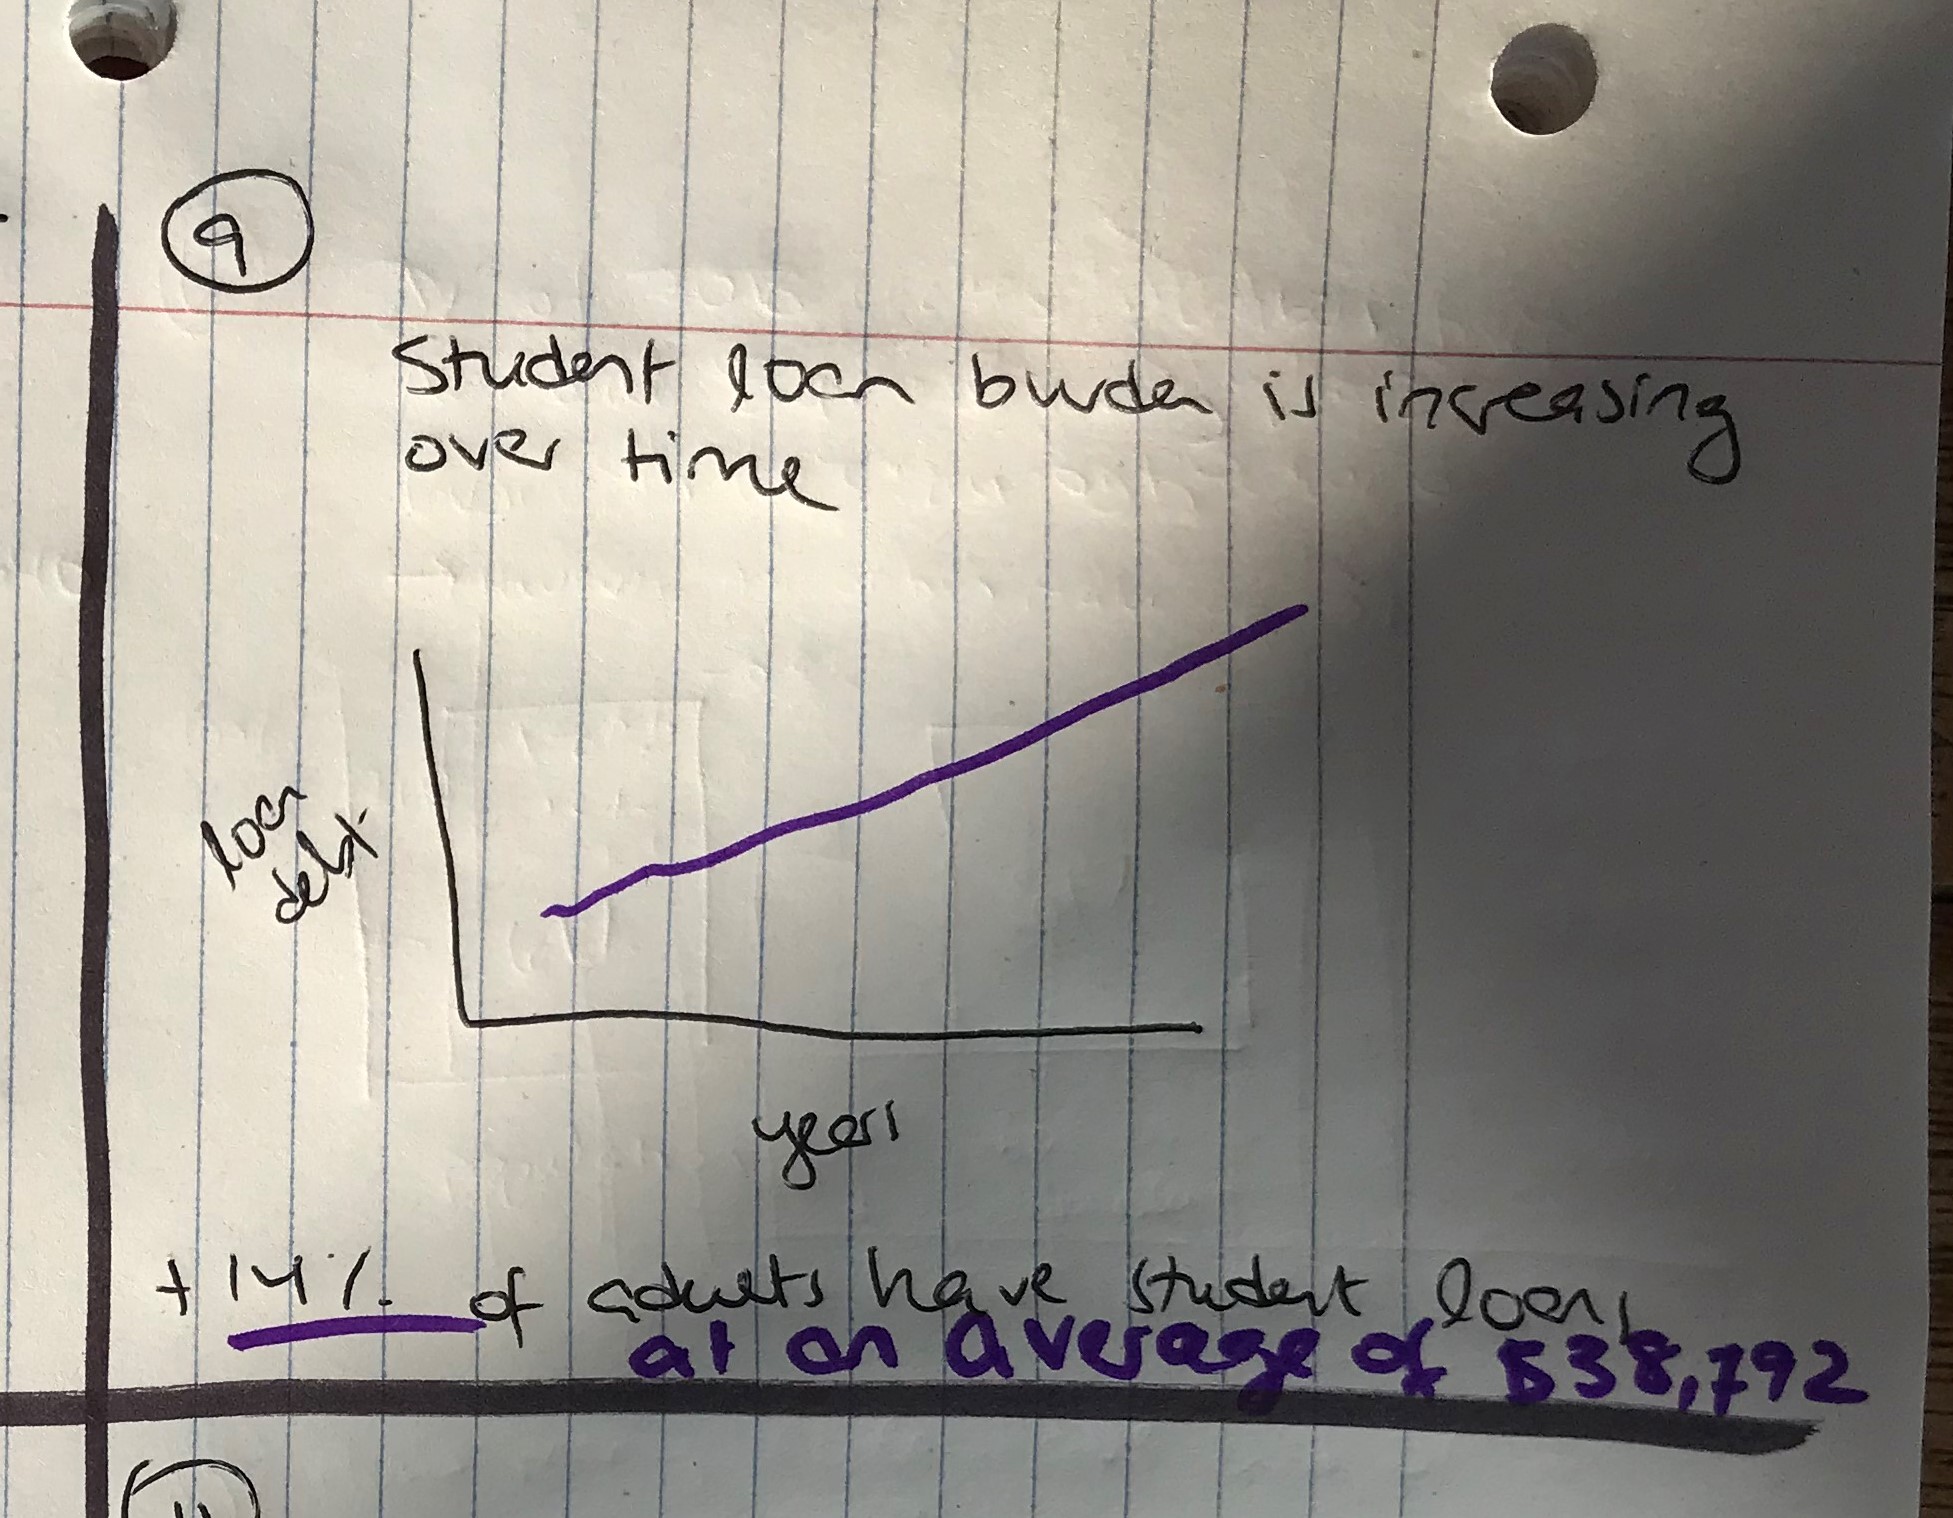 9
Student loan burden is increasing
over time
loan
debt
years
+ 14% of adults have student loans
at an average of $38,792